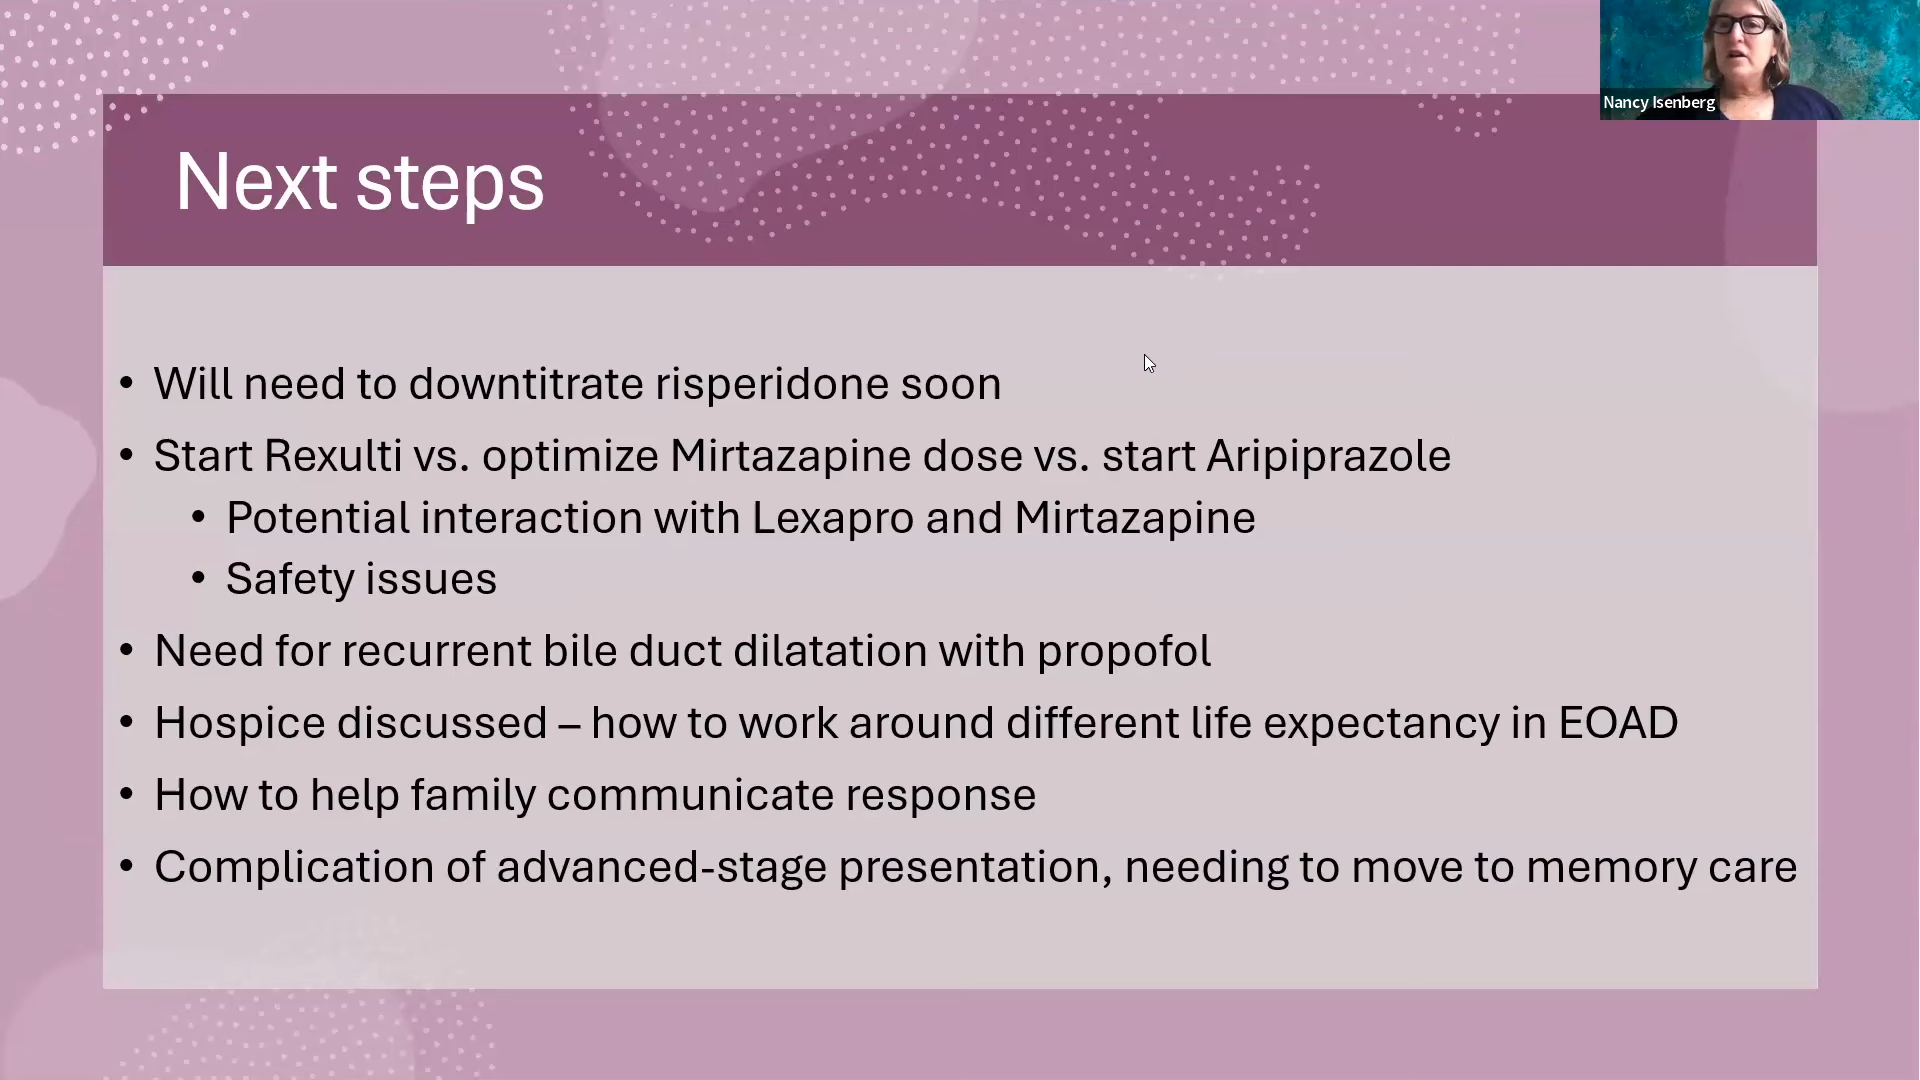 Nancy Isenberg
Next steps
• Will need to downtitrate risperidone soon
• Start Rexulti vs. optimize Mirtazapine dose vs. start Aripiprazole
• Potential interaction with Lexapro and Mirtazapine
• Safety issues
• Need for recurrent bile duct dilatation with propofol
• Hospice discussed – how to work around different life expectancy in EOAD
• How to help family communicate response
• Complication of advanced-stage presentation, needing to move to memory care